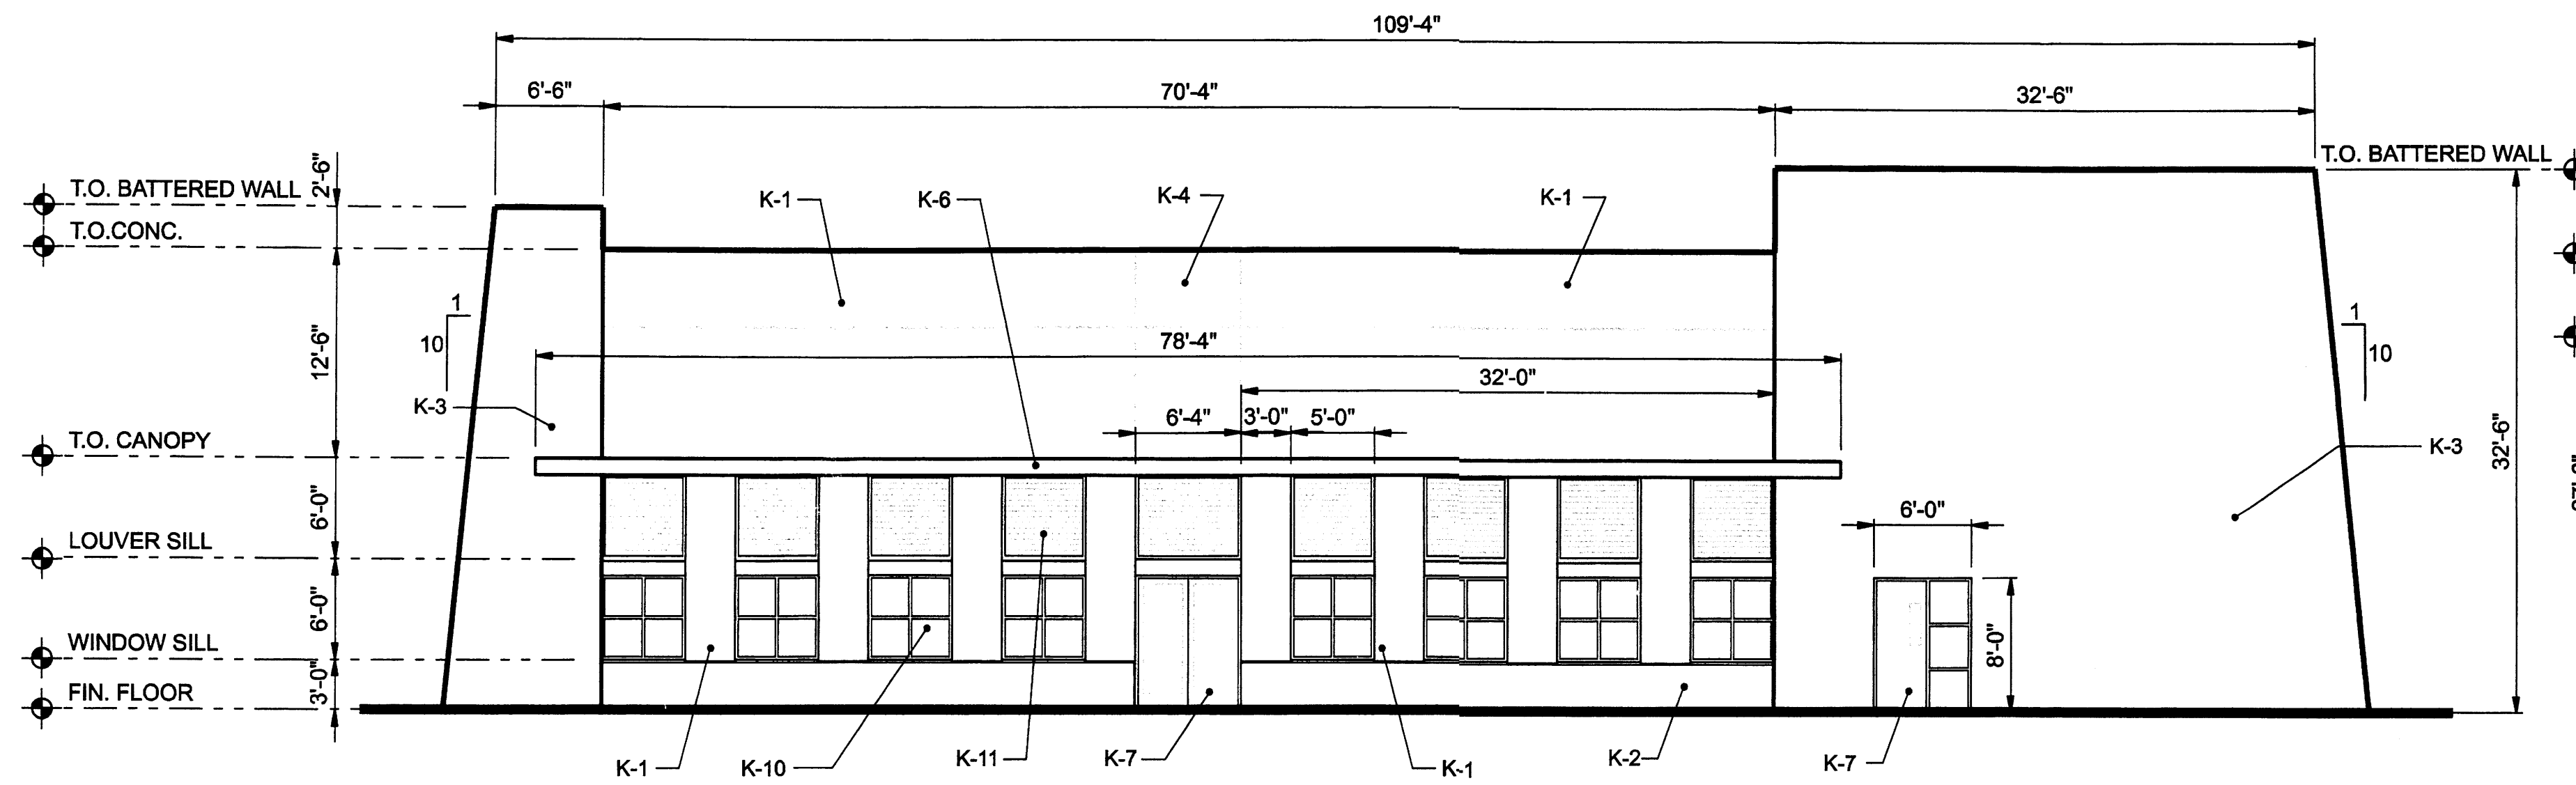 109'-4"
6'-6"
70'-4"
32'-6"
T.O. BATTERED WALL
2'-6"
T.O. BATTERED WALL
T.O.CONC.
K-1
K-6
K-4
K-1
1
10
12'-6"
78'-4"
1
10
32'-0"
K-3
6'-4"
3'-0"
5'-0"
T.O. CANOPY
K-3
32'-6"
6'-0"
6'-0"
LOUVER SILL
6'-0"
WINDOW SILL
8'-0"
FIN. FLOOR
3'-0"
K-1
K-10
K-11
K-7
K-1
K-2
K-7